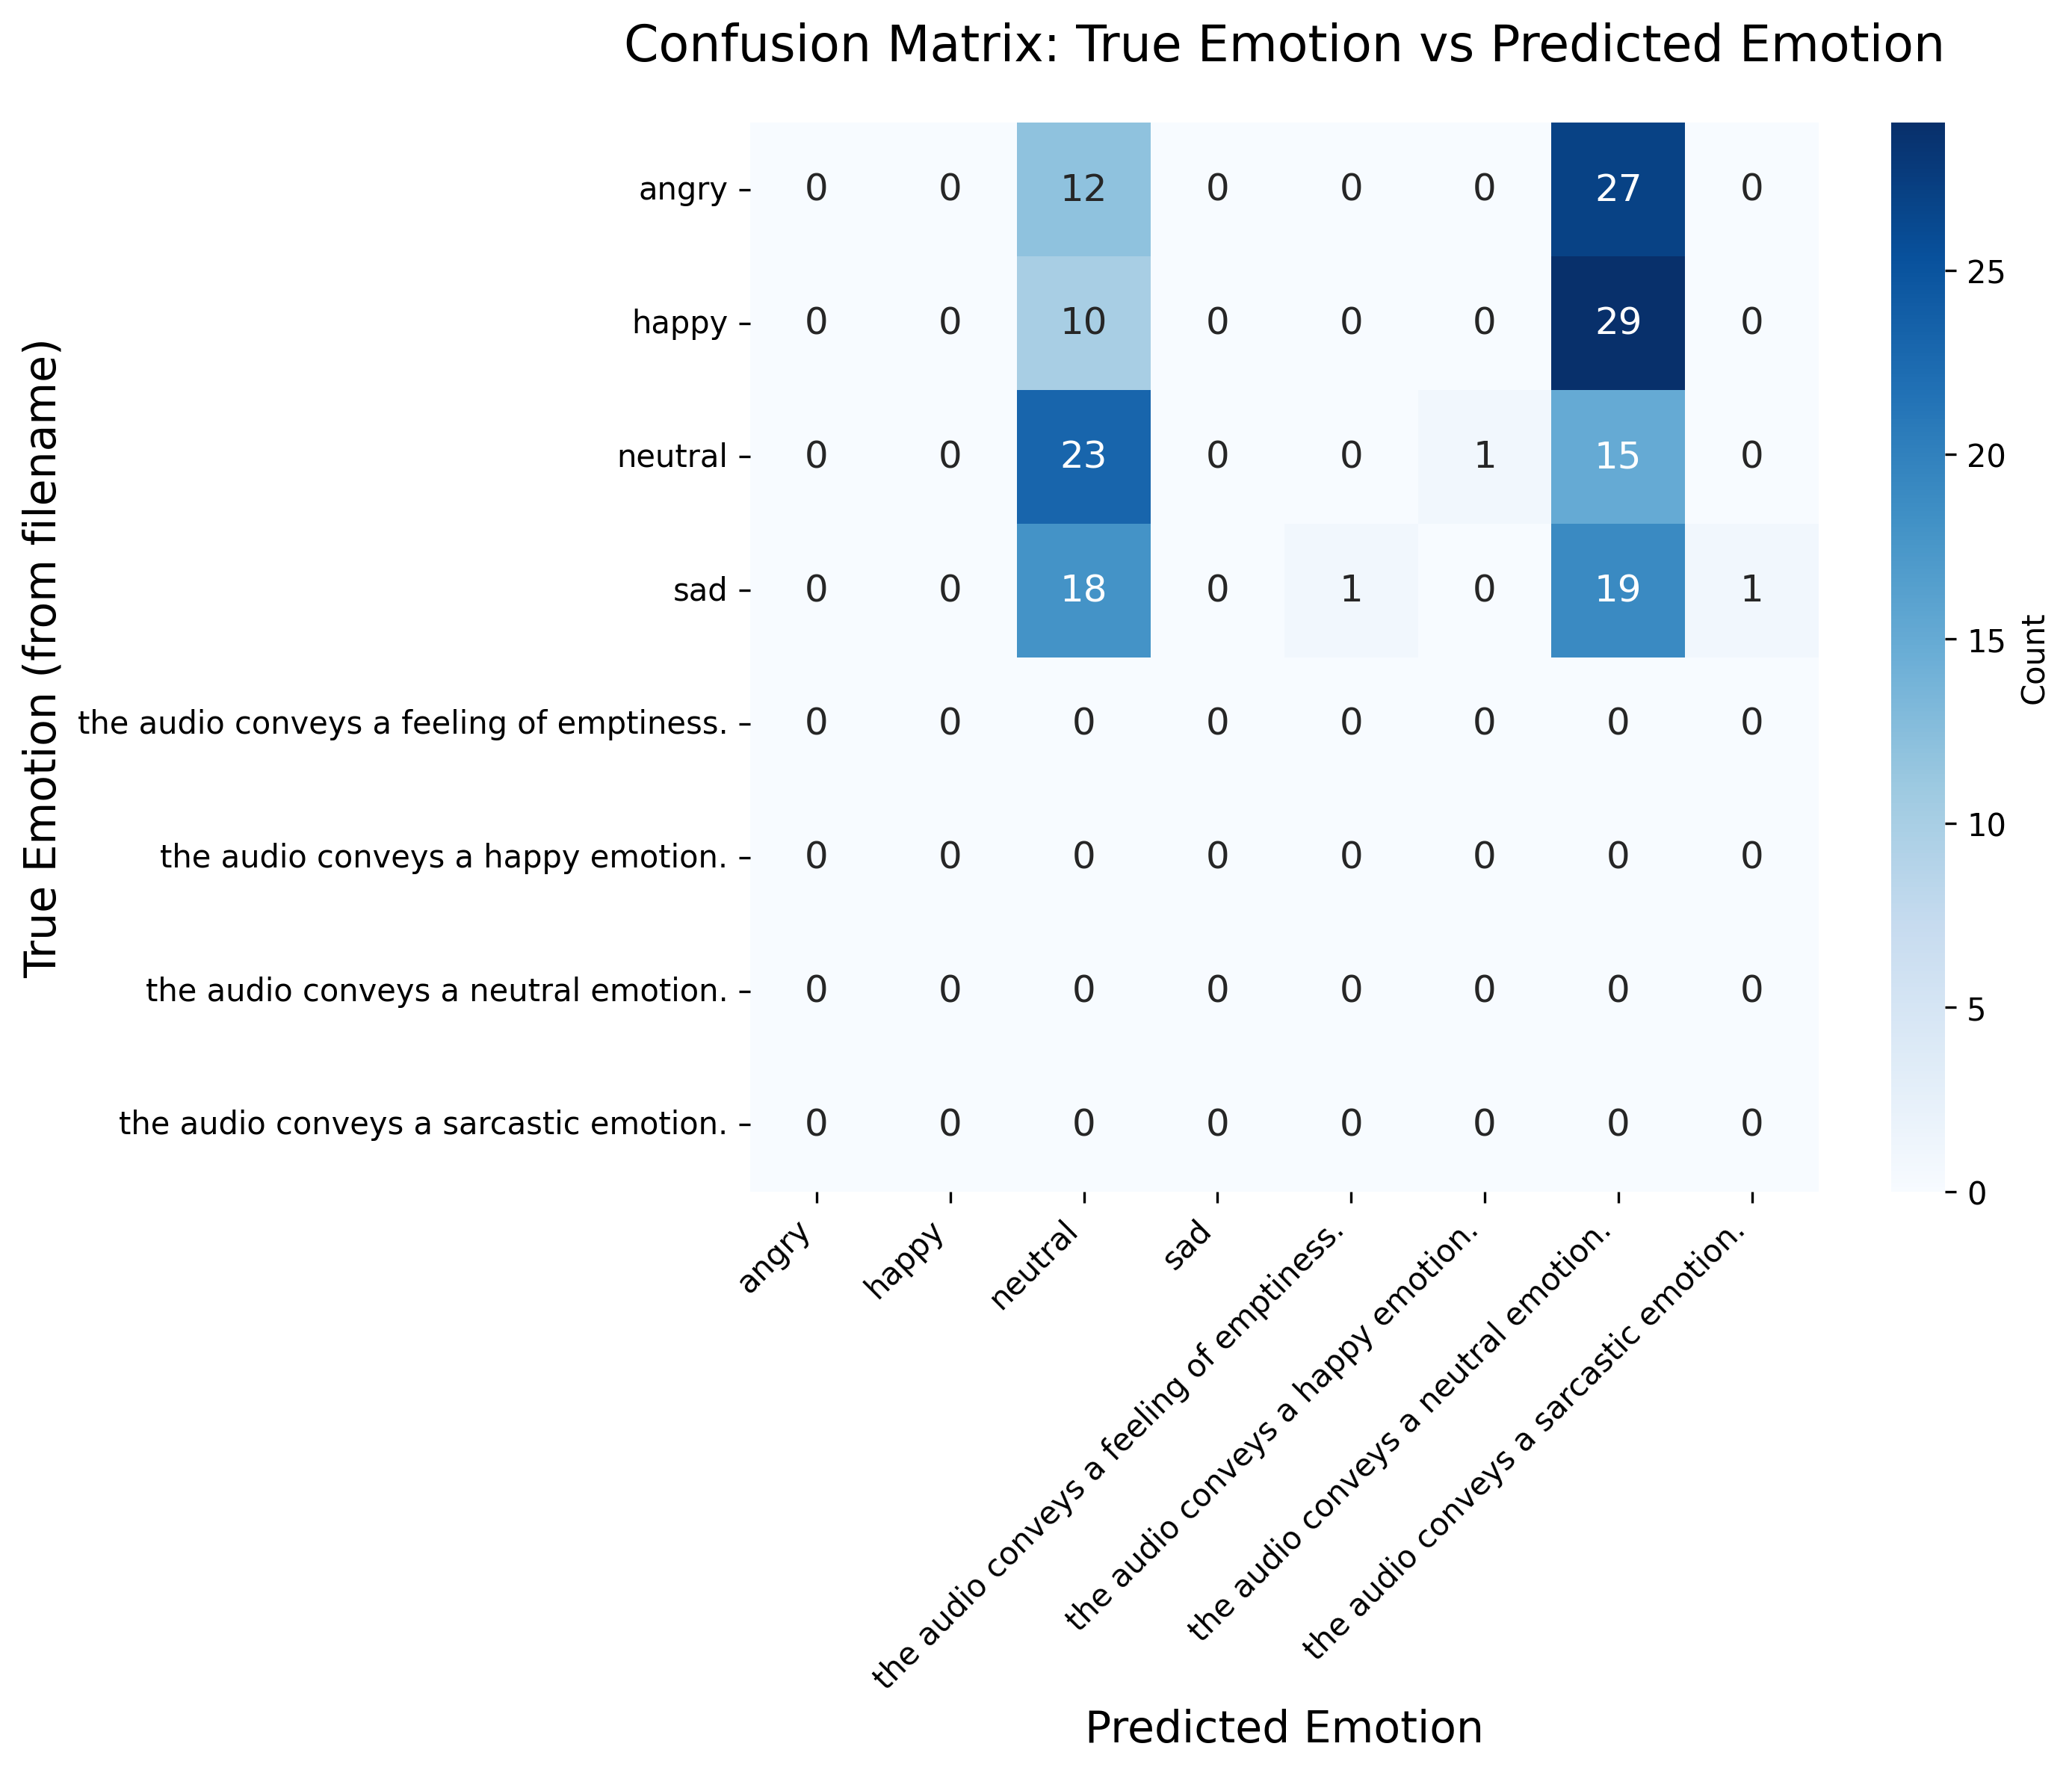 Confusion Matrix: True Emotion vs Predicted Emotion
True Emotion (from filename)
angry 0 0 12 0 0 0 27 0
happy 0 0 10 0 0 0 29 0
neutral 0 0 23 0 0 1 15 0
sad 0 0 18 0 1 0 19 1
the audio conveys a feeling of emptiness. 0 0 0 0 0 0 0 0
the audio conveys a happy emotion. 0 0 0 0 0 0 0 0
the audio conveys a neutral emotion. 0 0 0 0 0 0 0 0
the audio conveys a sarcastic emotion. 0 0 0 0 0 0 0 0
angry
happy
neutral
sad
the audio conveys a feeling of emptiness.
the audio conveys a happy emotion.
the audio conveys a neutral emotion.
the audio conveys a sarcastic emotion.
Predicted Emotion
25
20
15
10
5
0
Count